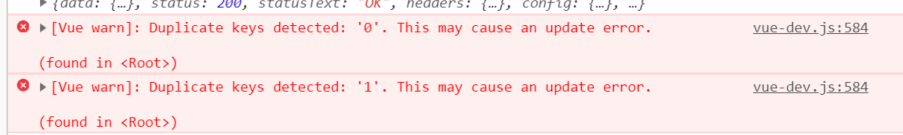 ▶ {data: {…}, status: 200, statusText: "OK", headers: {…}, config: {…}, …}
▶ [Vue warn]: Duplicate keys detected: '0'. This may cause an update error. vue-dev.js:584
(found in <Root>)
▶ [Vue warn]: Duplicate keys detected: '1'. This may cause an update error. vue-dev.js:584
(found in <Root>)